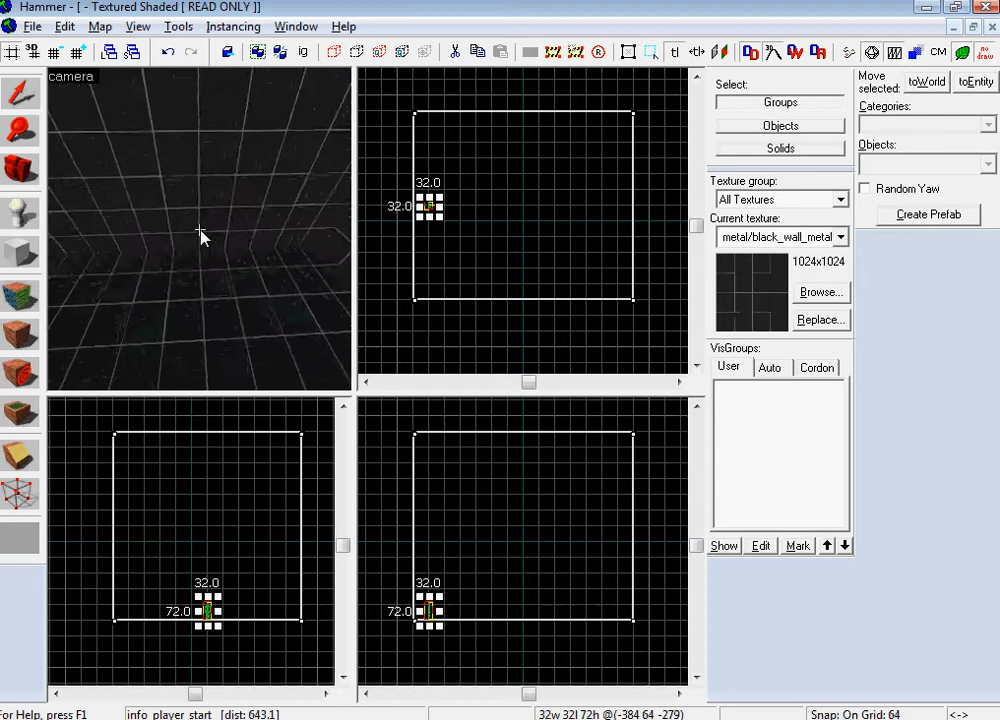 Hammer - [ - Textured Shaded [ READ ONLY ]]
File Edit Map View Tools Instancing Window Help
3D ig tl CM no draw
camera
32.0
32.0
32.0
72.0
32.0
72.0
Select:
Groups
Objects
Solids
Texture group:
All Textures
Current texture:
metal/black_wall_metal
1024x1024
Browse...
Replace...
VisGroups:
User Auto Cordon
Show Edit Mark
Move selected: toWorld toEntity
Categories:
Objects:
Random Yaw
Create Prefab
For Help, press F1 info_player_start [dist: 643.1] 32w 32l 72h @(-384 64 -279) Snap: On Grid: 64 <->